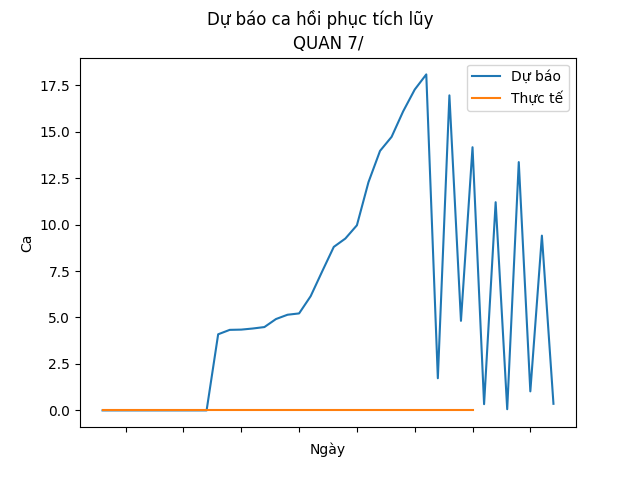 Dự báo ca hồi phục tích lũy
QUAN 7/
Dự báo
Thực tế
17.5
15.0
12.5
10.0
7.5
5.0
2.5
0.0
Ca
Ngày